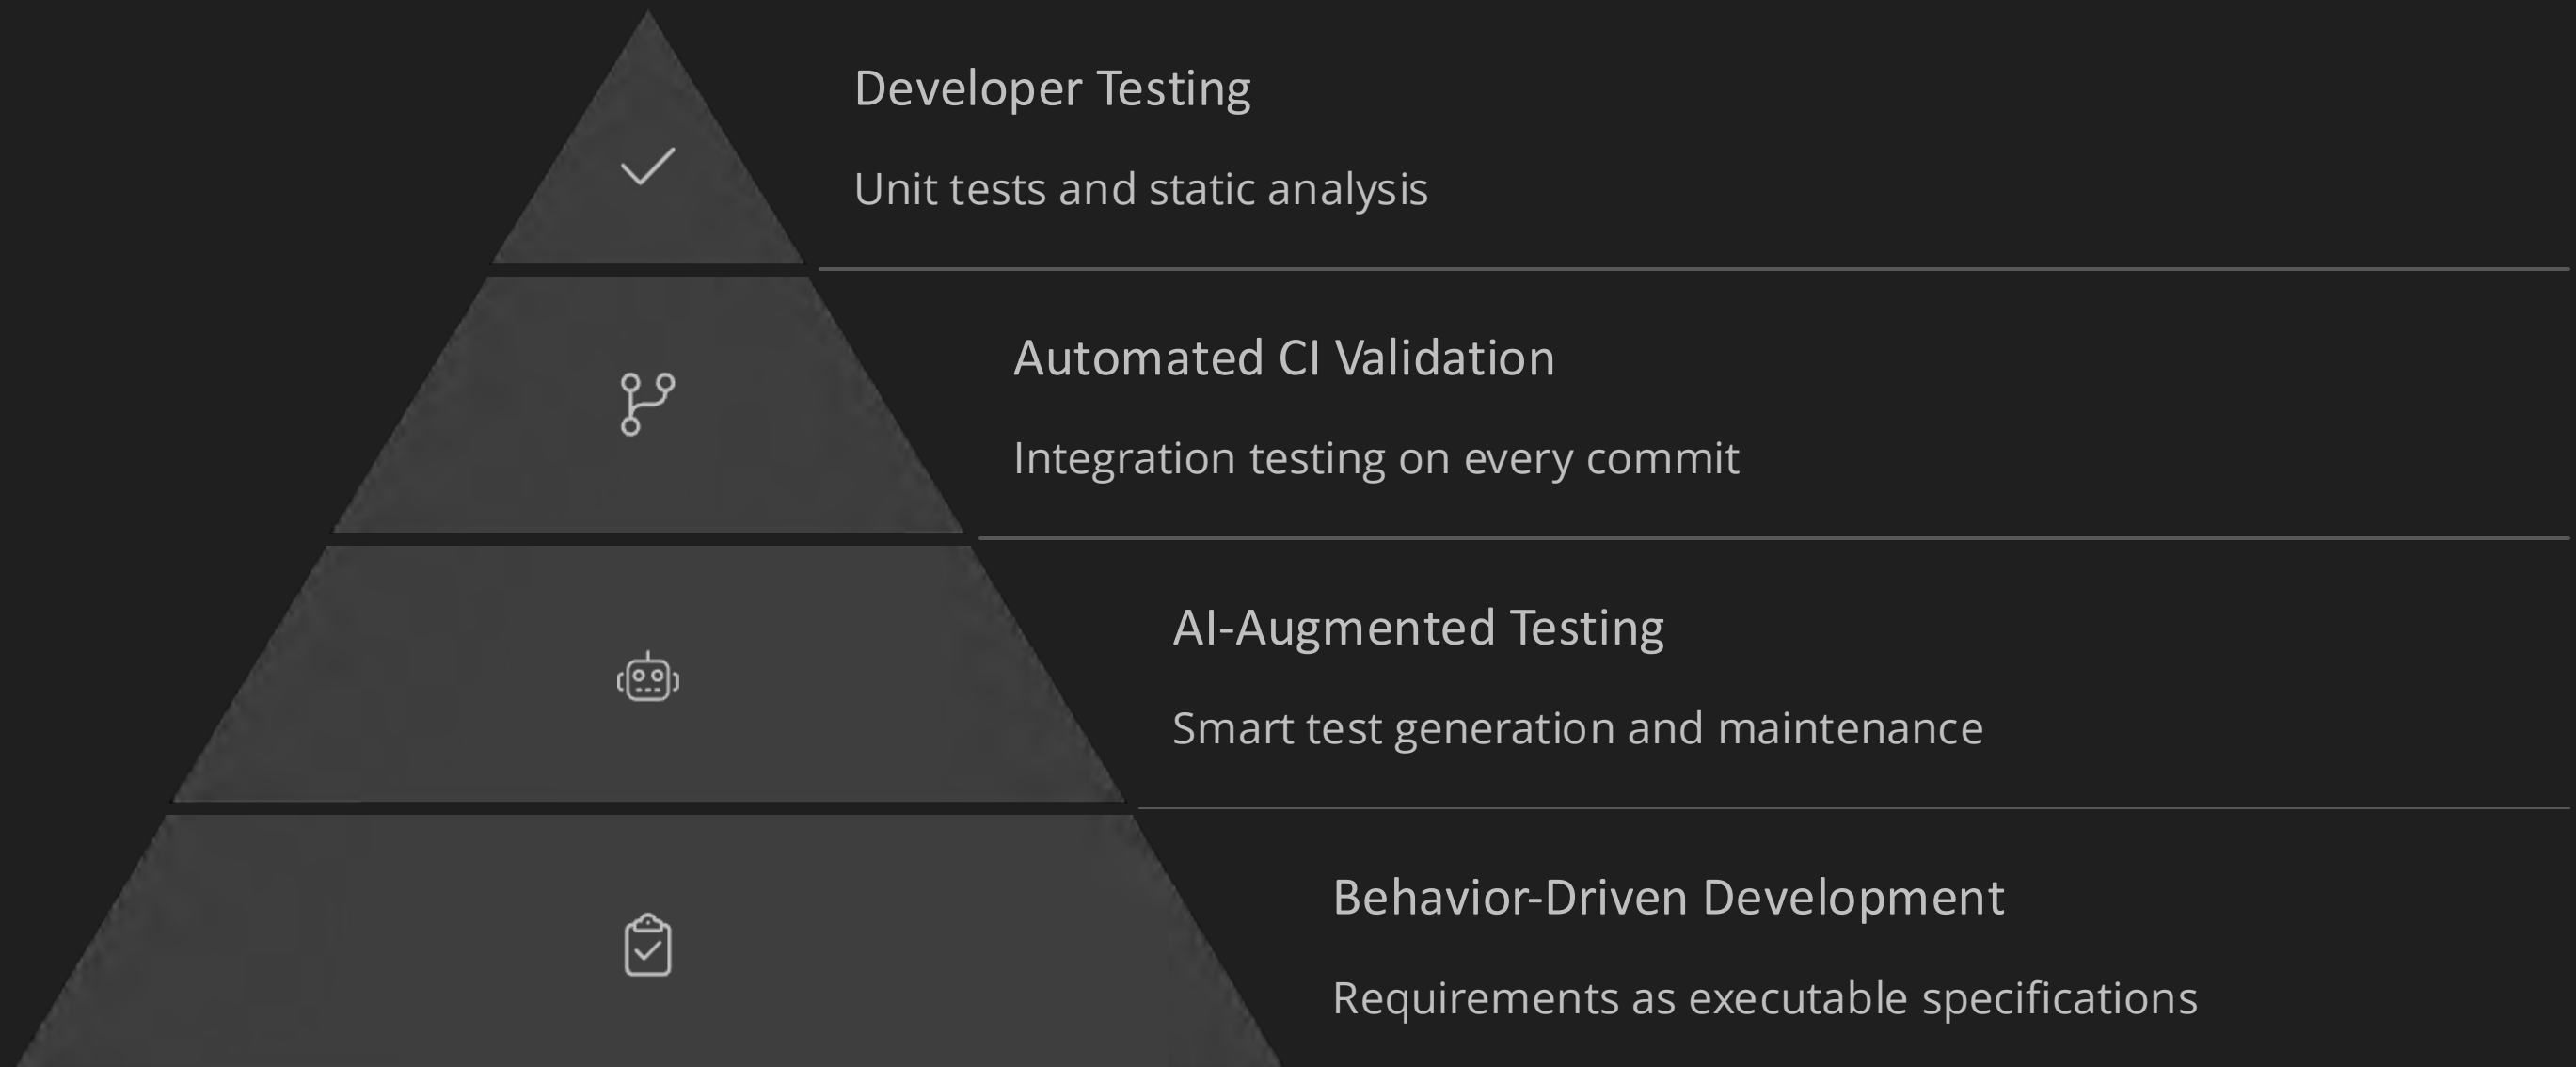 Developer Testing
Unit tests and static analysis
Automated CI Validation
Integration testing on every commit
AI-Augmented Testing
Smart test generation and maintenance
Behavior-Driven Development
Requirements as executable specifications